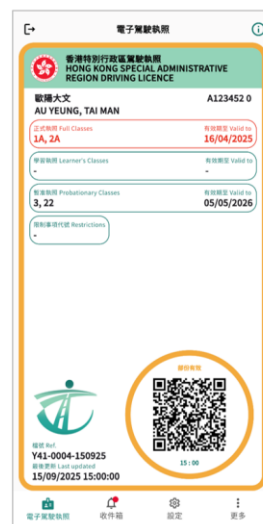 電子駕駛執照
香港特別行政區駕駛執照
HONG KONG SPECIAL ADMINISTRATIVE
REGION DRIVING LICENCE
歐陽大文 A123452 0
AU YEUNG, TAI MAN
正式執照 Full Classes 有效期至 Valid to
1A, 2A 16/04/2025
學習執照 Learner's Classes 有效期至 Valid to
- -
暫准執照 Probationary Classes 有效期至 Valid to
3, 22 05/05/2026
限制事項代號 Restrictions
-
部份有效
15 : 00
檔號 Ref.
Y41-0004-150925
最後更新 Last updated
15/09/2025 15:00:00
電子駕駛執照 收件箱 設定 更多